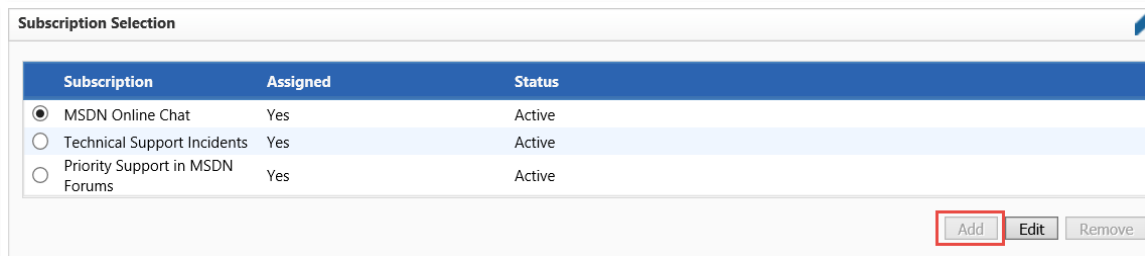 Subscription Selection
Subscription Assigned Status
MSDN Online Chat Yes Active
Technical Support Incidents Yes Active
Priority Support in MSDN
Forums Yes Active
Add Edit Remove